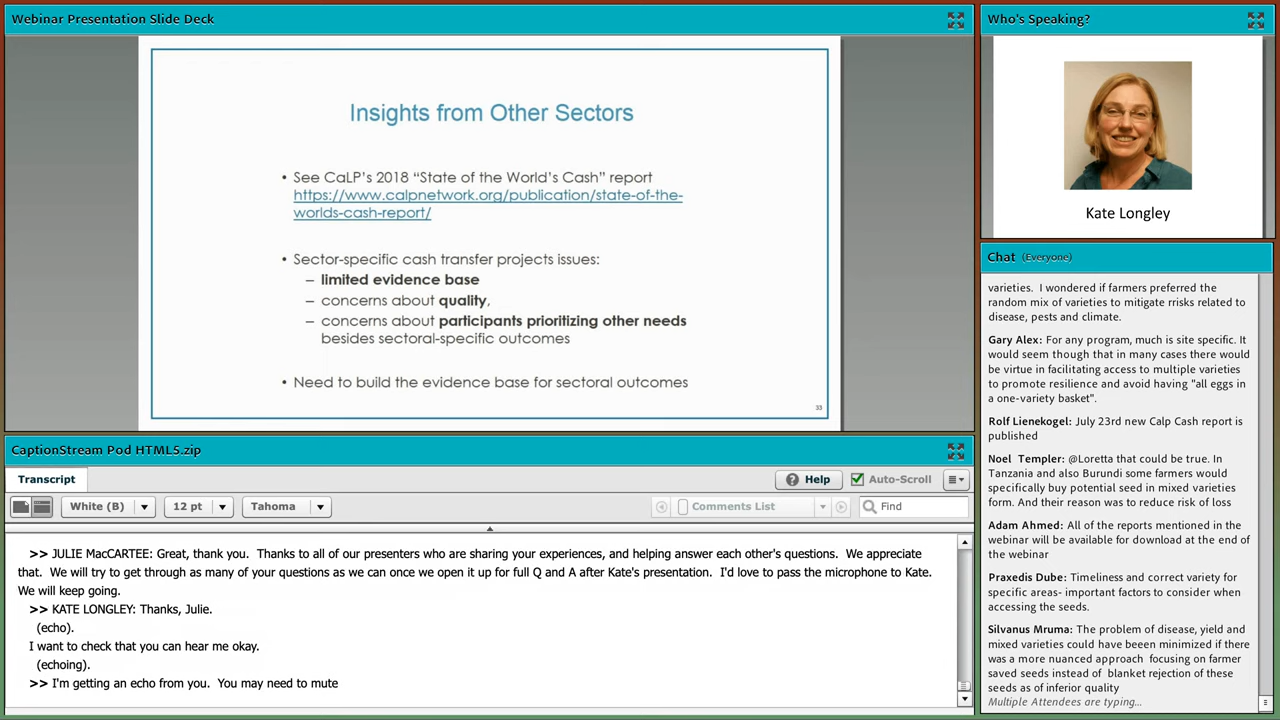 Webinar Presentation Slide Deck
Insights from Other Sectors
• See CaLP's 2018 “State of the World's Cash” report
https://www.calpnetwork.org/publication/state-of-the-
worlds-cash-report/
• Sector-specific cash transfer projects issues:
– limited evidence base
– concerns about quality,
– concerns about participants prioritizing other needs
besides sectoral-specific outcomes
• Need to build the evidence base for sectoral outcomes
33
Who's Speaking?
Kate Longley
CaptionStream Pod HTML5.zip
Transcript
Help
Auto-Scroll
White (B)
12 pt
Tahoma
Comments List
Find
>> JULIE MacCARTEE: Great, thank you.  Thanks to all of our presenters who are sharing your experiences, and helping answer each other's questions.  We appreciate
that.  We will try to get through as many of your questions as we can once we open it up for full Q and A after Kate's presentation.  I'd love to pass the microphone to Kate.
We will keep going.
>> KATE LONGLEY: Thanks, Julie.
(echo).
I want to check that you can hear me okay.
(echoing).
>> I'm getting an echo from you.  You may need to mute
Chat (Everyone)
varieties.  I wondered if farmers preferred the
random mix of varieties to mitigate rrisks related to
disease, pests and climate.
Gary Alex: For any program, much is site specific. It
would seem though that in many cases there would
be virtue in facilitating access to multiple varieties
to promote resilience and avoid having "all eggs in
a one-variety basket".
Rolf Lienekogel: July 23rd new Calp Cash report is
published
Noel  Templer: @Loretta that could be true. In
Tanzania and also Burundi some farmers would
specifically buy potential seed in mixed varieties
form. And their reason was to reduce risk of loss
Adam Ahmed: All of the reports mentioned in the
webinar will be available for download at the end of
the webinar
Praxedis Dube: Timeliness and correct variety for
specific areas- important factors to consider when
accessing the seeds.
Silvanus Mruma: The problem of disease, yield and
mixed varieties could have beeen minimized if there
was a more nuanced approach  focusing on farmer
saved seeds instead of  blanket rejection of these
seeds as of inferior quality
Multiple Attendees are typing...